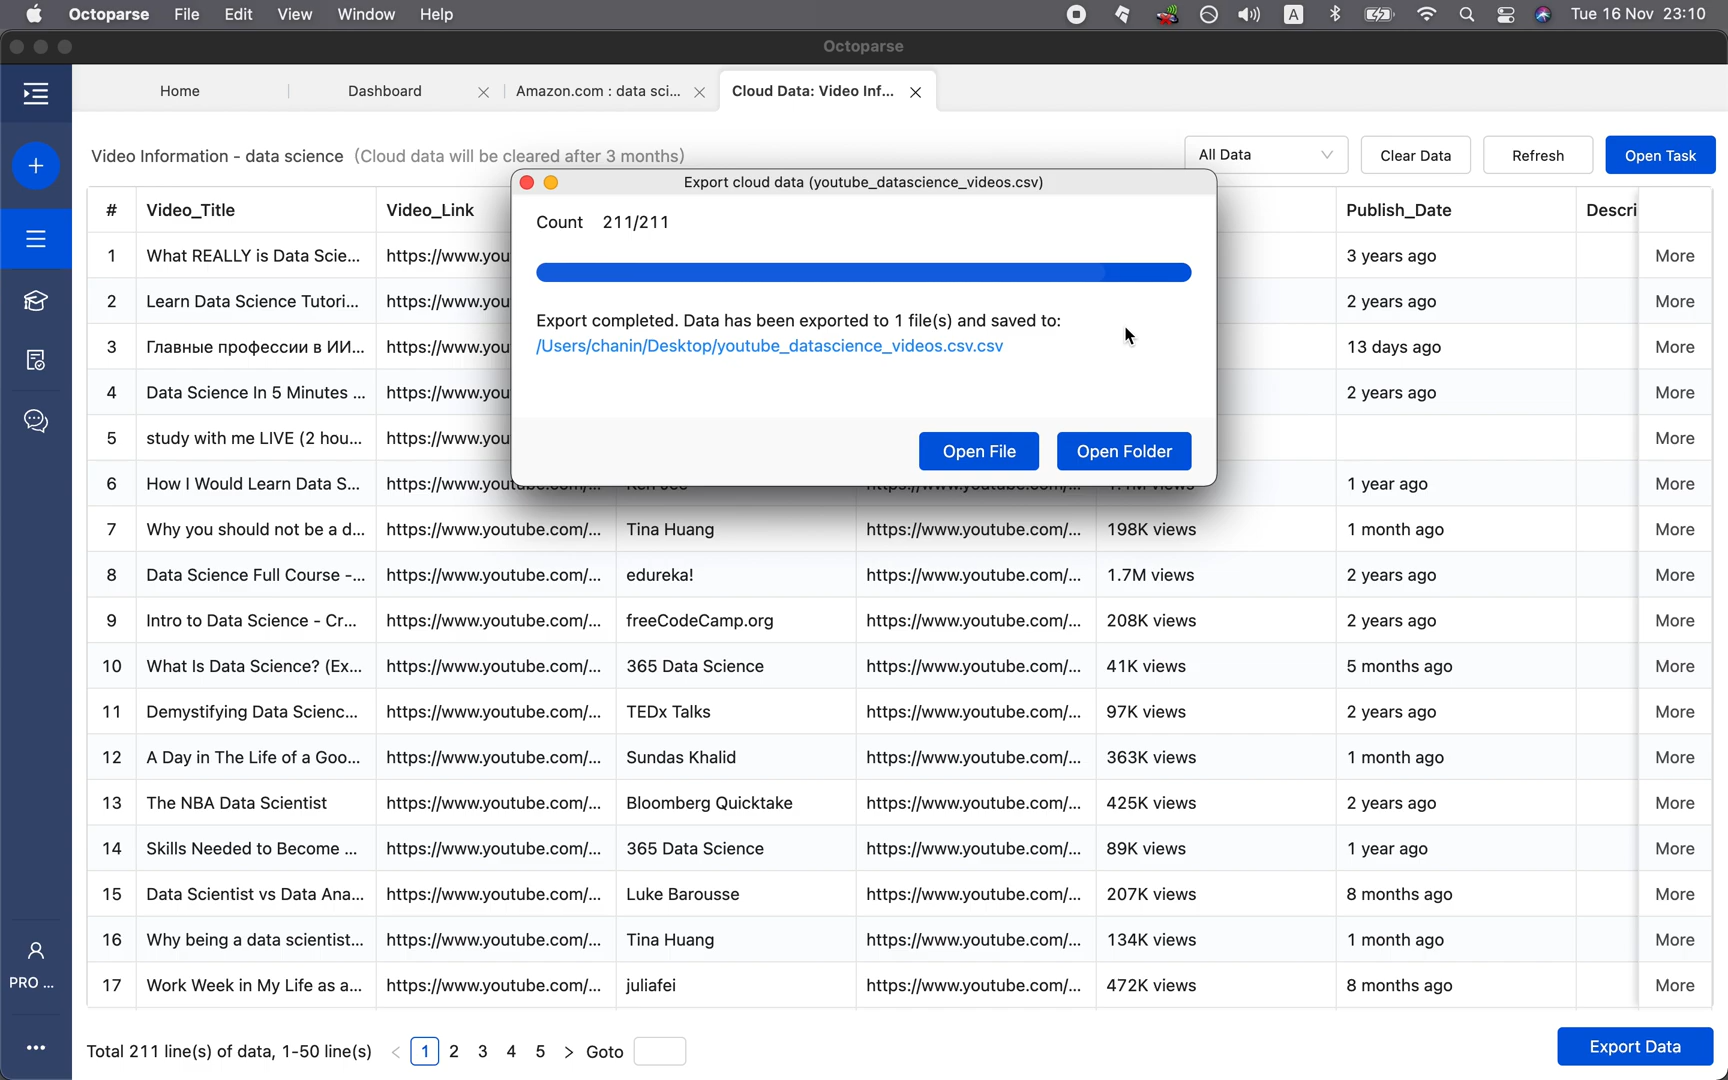 Octoparse File Edit View Window Help A Tue 16 Nov 23:10
Octoparse
Home Dashboard Amazon.com : data sci... Cloud Data: Video Inf...
Video Information - data science (Cloud data will be cleared after 3 months) All Data Clear Data Refresh Open Task
Export cloud data (youtube_datascience_videos.csv)
Count 211/211
Export completed. Data has been exported to 1 file(s) and saved to:
/Users/chanin/Desktop/youtube_datascience_videos.csv.csv
Open File Open Folder
# Video_Title Video_Link Publish_Date Descri
1 What REALLY is Data Scie... https://www.you 3 years ago More
2 Learn Data Science Tutori... https://www.you 2 years ago More
3 Главные профессии в ИИ... https://www.you 13 days ago More
4 Data Science In 5 Minutes ... https://www.you 2 years ago More
5 study with me LIVE (2 hou... https://www.you More
6 How I Would Learn Data S... 1 year ago More
7 Why you should not be a d... https://www.youtube.com/... Tina Huang https://www.youtube.com/... 198K views 1 month ago More
8 Data Science Full Course -... https://www.youtube.com/... edureka! https://www.youtube.com/... 1.7M views 2 years ago More
9 Intro to Data Science - Cr... https://www.youtube.com/... freeCodeCamp.org https://www.youtube.com/... 208K views 2 years ago More
10 What Is Data Science? (Ex... https://www.youtube.com/... 365 Data Science https://www.youtube.com/... 41K views 5 months ago More
11 Demystifying Data Scienc... https://www.youtube.com/... TEDx Talks https://www.youtube.com/... 97K views 2 years ago More
12 A Day in The Life of a Goo... https://www.youtube.com/... Sundas Khalid https://www.youtube.com/... 363K views 1 month ago More
13 The NBA Data Scientist https://www.youtube.com/... Bloomberg Quicktake https://www.youtube.com/... 425K views 2 years ago More
14 Skills Needed to Become ... https://www.youtube.com/... 365 Data Science https://www.youtube.com/... 89K views 1 year ago More
15 Data Scientist vs Data Ana... https://www.youtube.com/... Luke Barousse https://www.youtube.com/... 207K views 8 months ago More
16 Why being a data scientist... https://www.youtube.com/... Tina Huang https://www.youtube.com/... 134K views 1 month ago More
17 Work Week in My Life as a... https://www.youtube.com/... juliafei https://www.youtube.com/... 472K views 8 months ago More
PRO ...
Total 211 line(s) of data, 1-50 line(s) < 1 2 3 4 5 > Goto Export Data